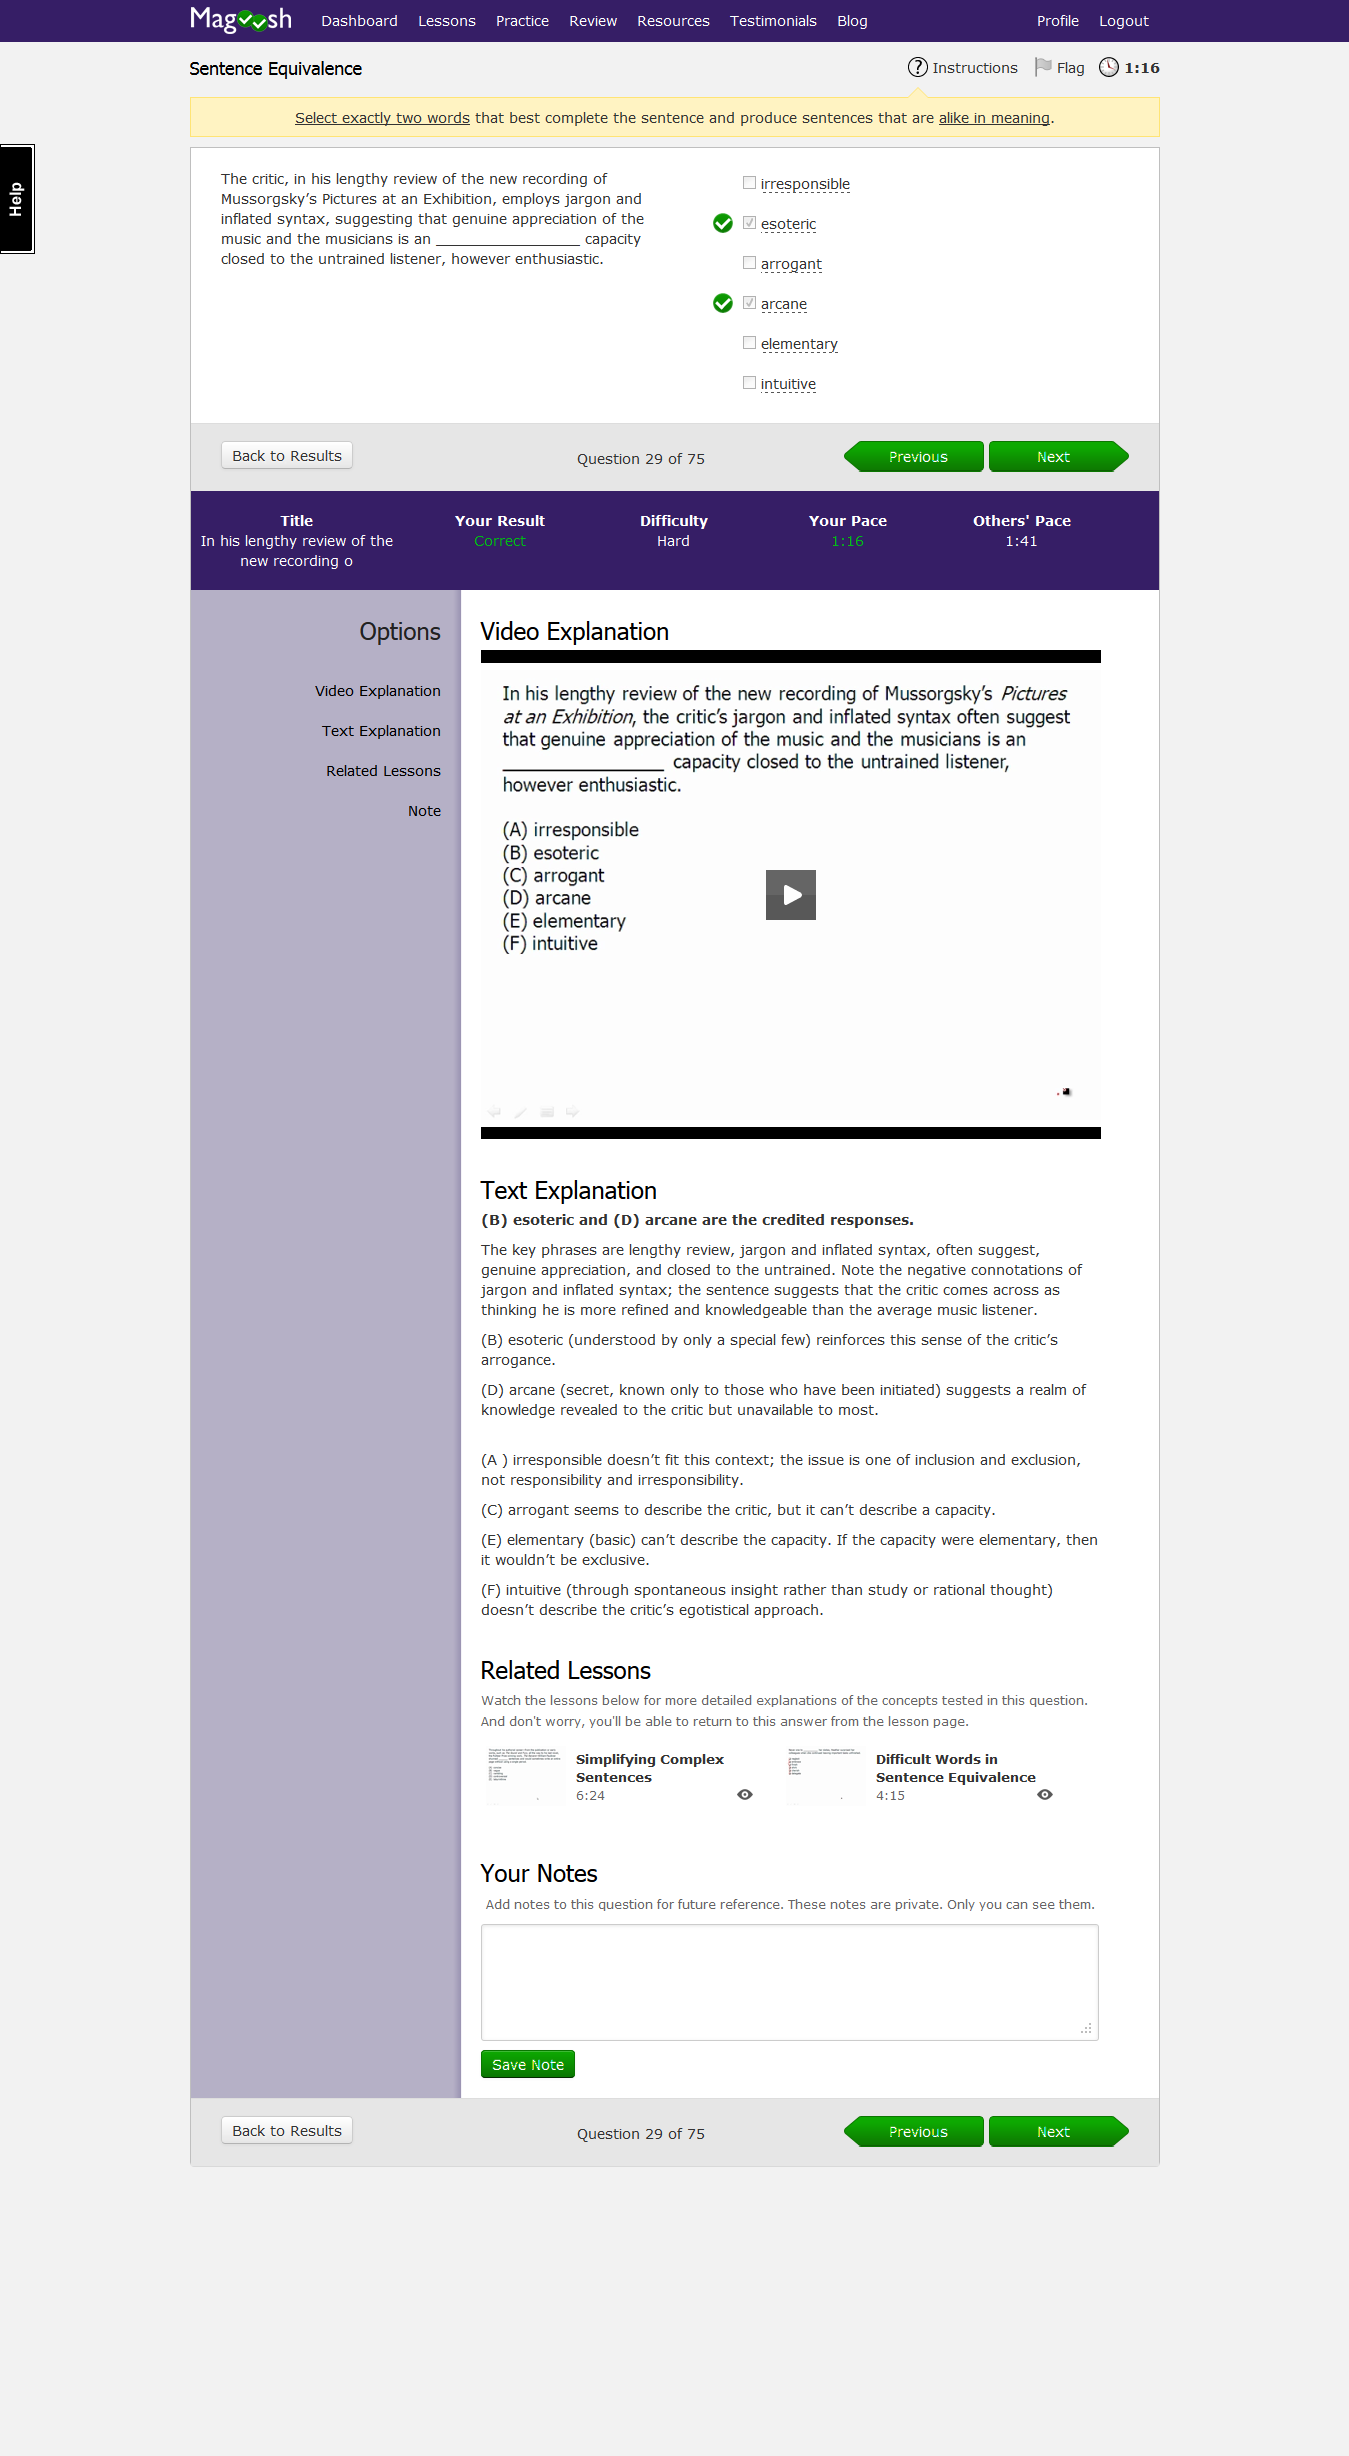 Magoosh Dashboard Lessons Practice Review Resources Testimonials Blog Profile Logout
Sentence Equivalence
? Instructions Flag 1:16
Select exactly two words that best complete the sentence and produce sentences that are alike in meaning.
Help
The critic, in his lengthy review of the new recording of
Mussorgsky’s Pictures at an Exhibition, employs jargon and
inflated syntax, suggesting that genuine appreciation of the
music and the musicians is an ________________ capacity
closed to the untrained listener, however enthusiastic.
irresponsible
esoteric
arrogant
arcane
elementary
intuitive
Back to Results
Question 29 of 75
Previous
Next
Title
In his lengthy review of the
new recording o
Your Result
Correct
Difficulty
Hard
Your Pace
1:16
Others' Pace
1:41
Options
Video Explanation
Text Explanation
Related Lessons
Note
Video Explanation
In his lengthy review of the new recording of Mussorgsky’s Pictures
at an Exhibition, the critic’s jargon and inflated syntax often suggest
that genuine appreciation of the music and the musicians is an
________________ capacity closed to the untrained listener,
however enthusiastic.
(A) irresponsible
(B) esoteric
(C) arrogant
(D) arcane
(E) elementary
(F) intuitive
Text Explanation
(B) esoteric and (D) arcane are the credited responses.
The key phrases are lengthy review, jargon and inflated syntax, often suggest,
genuine appreciation, and closed to the untrained. Note the negative connotations of
jargon and inflated syntax; the sentence suggests that the critic comes across as
thinking he is more refined and knowledgeable than the average music listener.
(B) esoteric (understood by only a special few) reinforces this sense of the critic’s
arrogance.
(D) arcane (secret, known only to those who have been initiated) suggests a realm of
knowledge revealed to the critic but unavailable to most.
(A ) irresponsible doesn’t fit this context; the issue is one of inclusion and exclusion,
not responsibility and irresponsibility.
(C) arrogant seems to describe the critic, but it can’t describe a capacity.
(E) elementary (basic) can’t describe the capacity. If the capacity were elementary, then
it wouldn’t be exclusive.
(F) intuitive (through spontaneous insight rather than study or rational thought)
doesn’t describe the critic’s egotistical approach.
Related Lessons
Watch the lessons below for more detailed explanations of the concepts tested in this question.
And don't worry, you'll be able to return to this answer from the lesson page.
Simplifying Complex
Sentences
6:24
Difficult Words in
Sentence Equivalence
4:15
Your Notes
Add notes to this question for future reference. These notes are private. Only you can see them.
Save Note
Back to Results
Question 29 of 75
Previous
Next